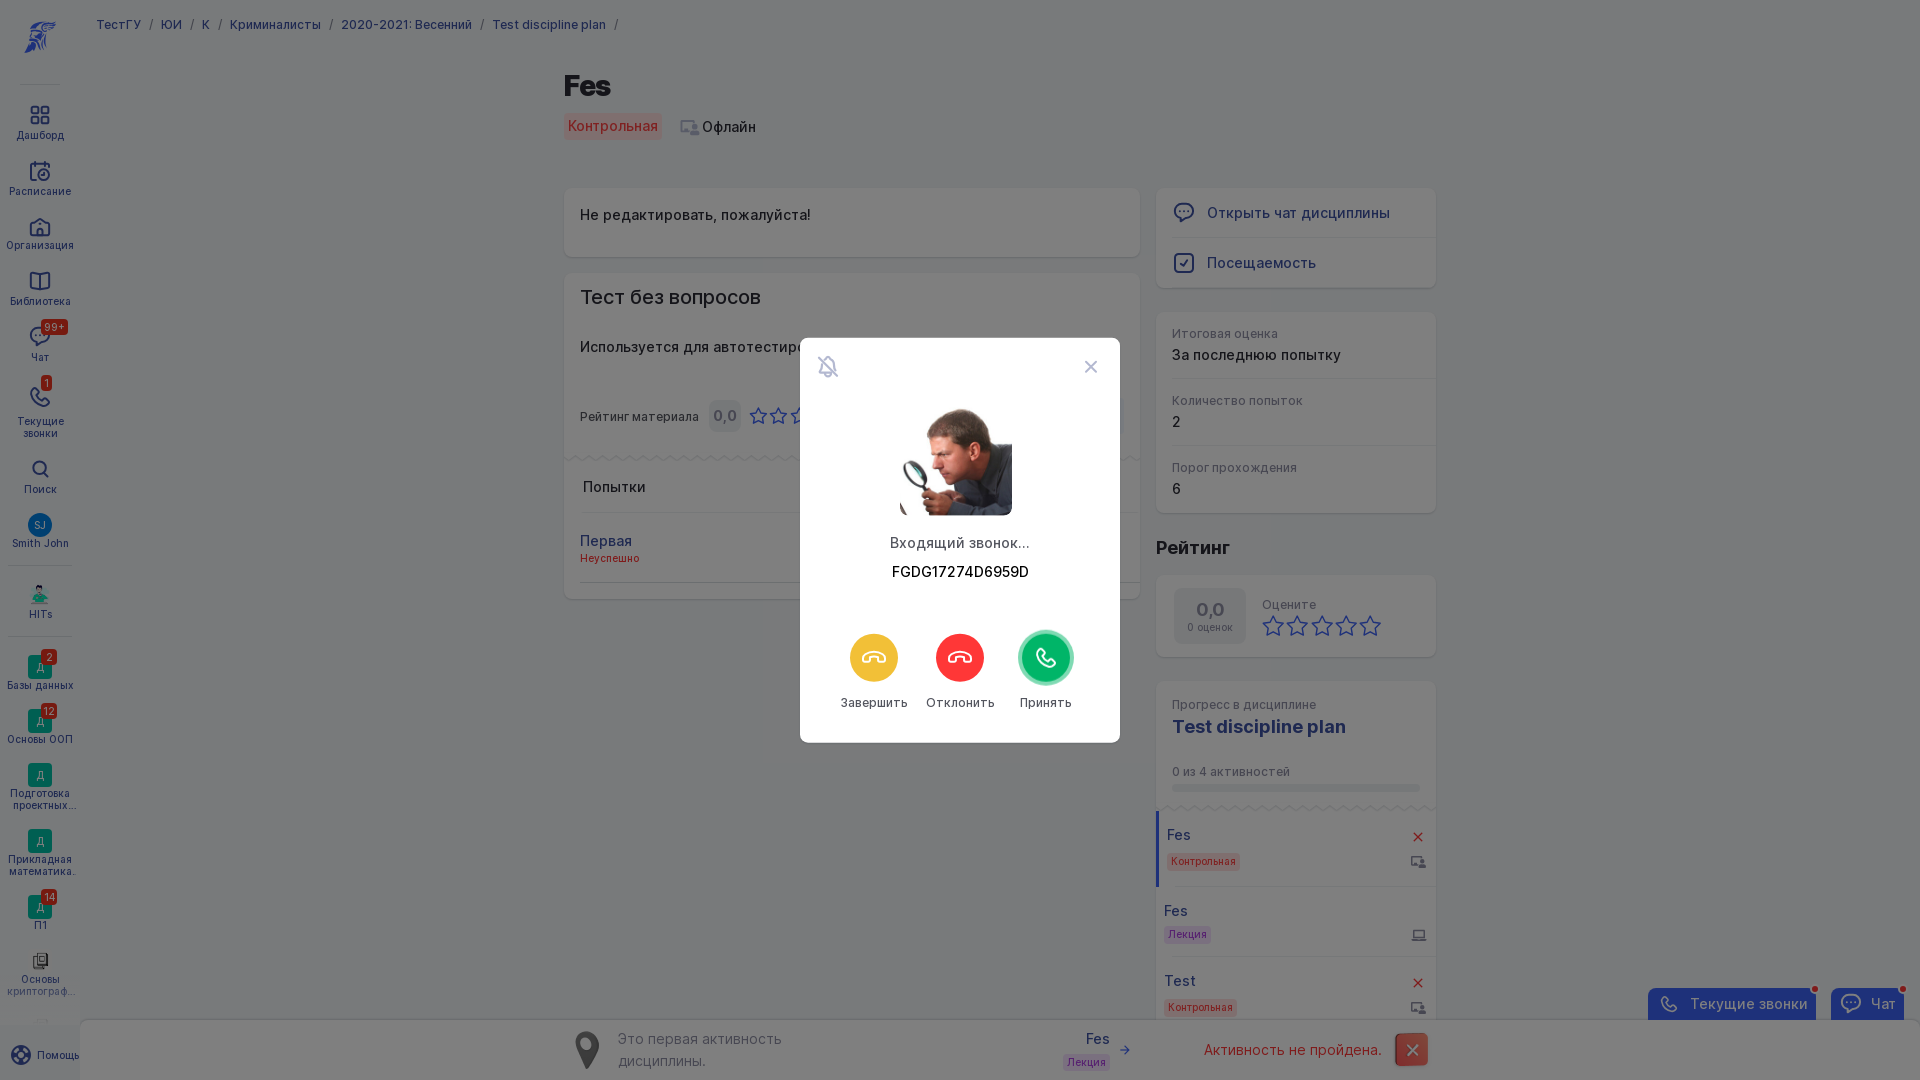 ТестГУ / ЮИ / К / Криминалисты / 2020-2021: Весенний / Test discipline plan /
Fes
Контрольная Офлайн
Дашборд
Расписание
Организация
Библиотека
99+
Чат
1
Текущие
звонки
Поиск
SJ
Smith John
HITs
2
Д
Базы данных
12
Д
Основы ООП
Д
Подготовка
проектных...
Д
Прикладная
математика.
14
Д
П1
Основы
криптограф...
Помощь
Не редактировать, пожалуйста!
Тест без вопросов
Используется для автотестиро
Рейтинг материала 0,0
Попытки
Первая
Неуспешно
Входящий звонок...
FGDG17274D6959D
Завершить Отклонить Принять
Открыть чат дисциплины
Посещаемость
Итоговая оценка
За последнюю попытку
Количество попыток
2
Порог прохождения
6
Рейтинг
0,0
0 оценок
Оцените
Прогресс в дисциплине
Test discipline plan
0 из 4 активностей
Fes
Контрольная
Fes
Лекция
Test
Контрольная
Текущие звонки
Чат
Это первая активность
дисциплины.
Fes
Лекция
Активность не пройдена.